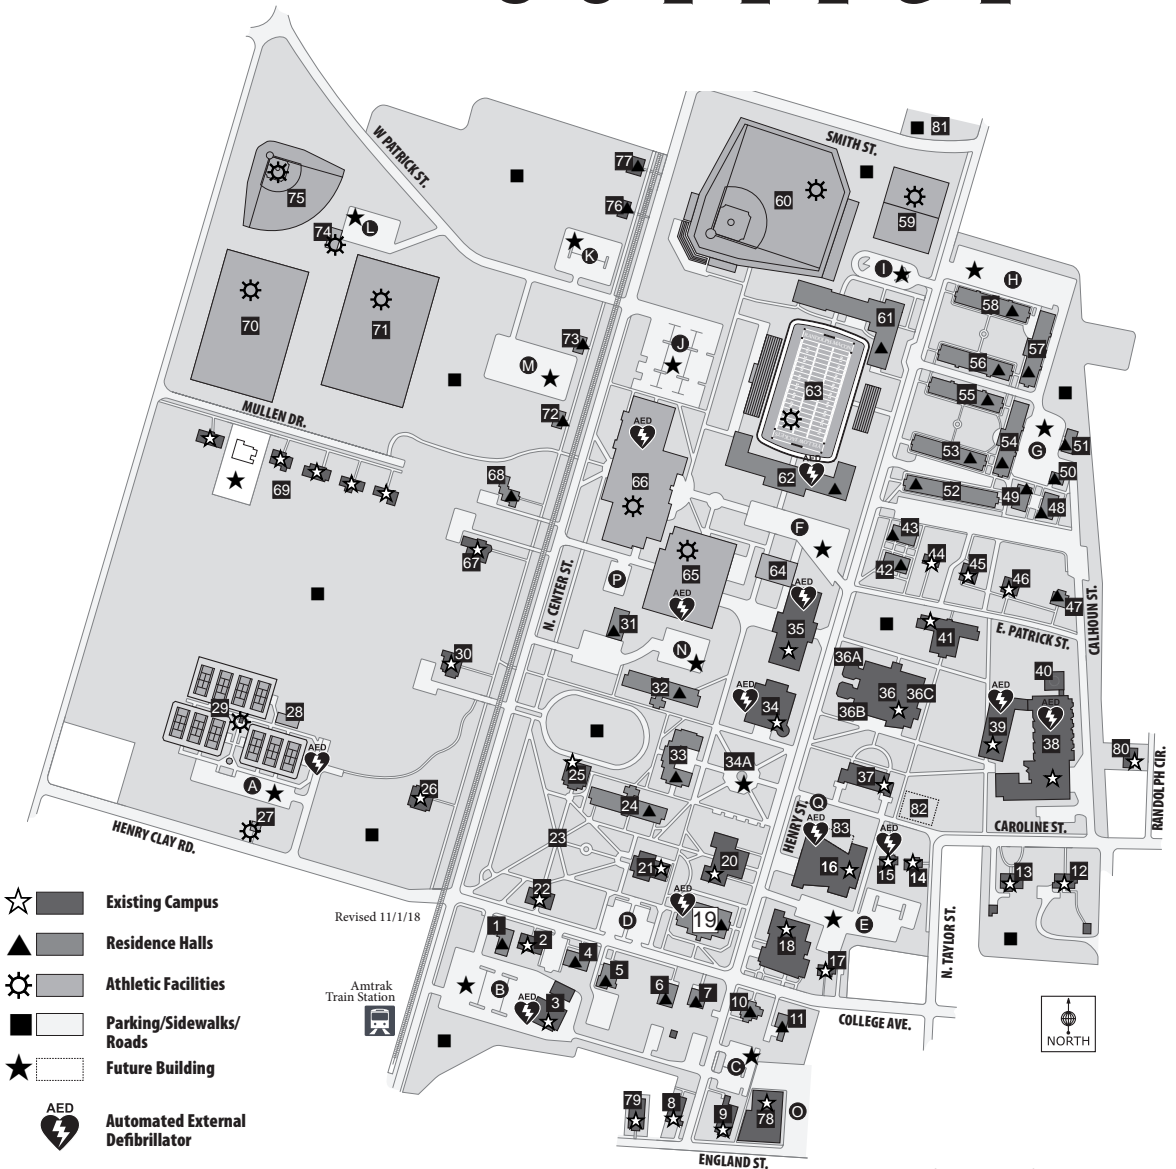 81
SMITH ST.
W PATRICK ST.
77
75
60
59
76
74
L
K
I
H
58
61
70
71
73
J
57
M
56
63
55
72
MULLEN DR.
AED
54
53
51
G
AED
62
50
69
68
66
52
49
48
F
43
44
67
65
64
42
45
46
P
AED
AED
47
N. CENTER ST.
31
35
41
E. PATRICK ST.
CALHOUN ST.
30
N
36A
32
AED
36
36C
AED
40
AED
29
28
34
36B
39
38
AED
33
34A
80
25
37
A
26
24
Q
82
27
HENRY ST.
AED
83
AED
CAROLINE ST.
RANDOLPH CIR.
HENRY CLAY RD.
23
21
20
16
15
14
13
12
22
AED
19
Existing Campus
Revised 11/1/18
D
E
1
2
18
N. TAYLOR ST.
Residence Halls
4
5
17
Athletic Facilities
Amtrak
Train Station
B
AED
3
6
7
10
11
COLLEGE AVE.
Parking/Sidewalks/
Roads
NORTH
Future Building
C
AED
Automated External
Defibrillator
79
8
9
78
O
ENGLAND ST.